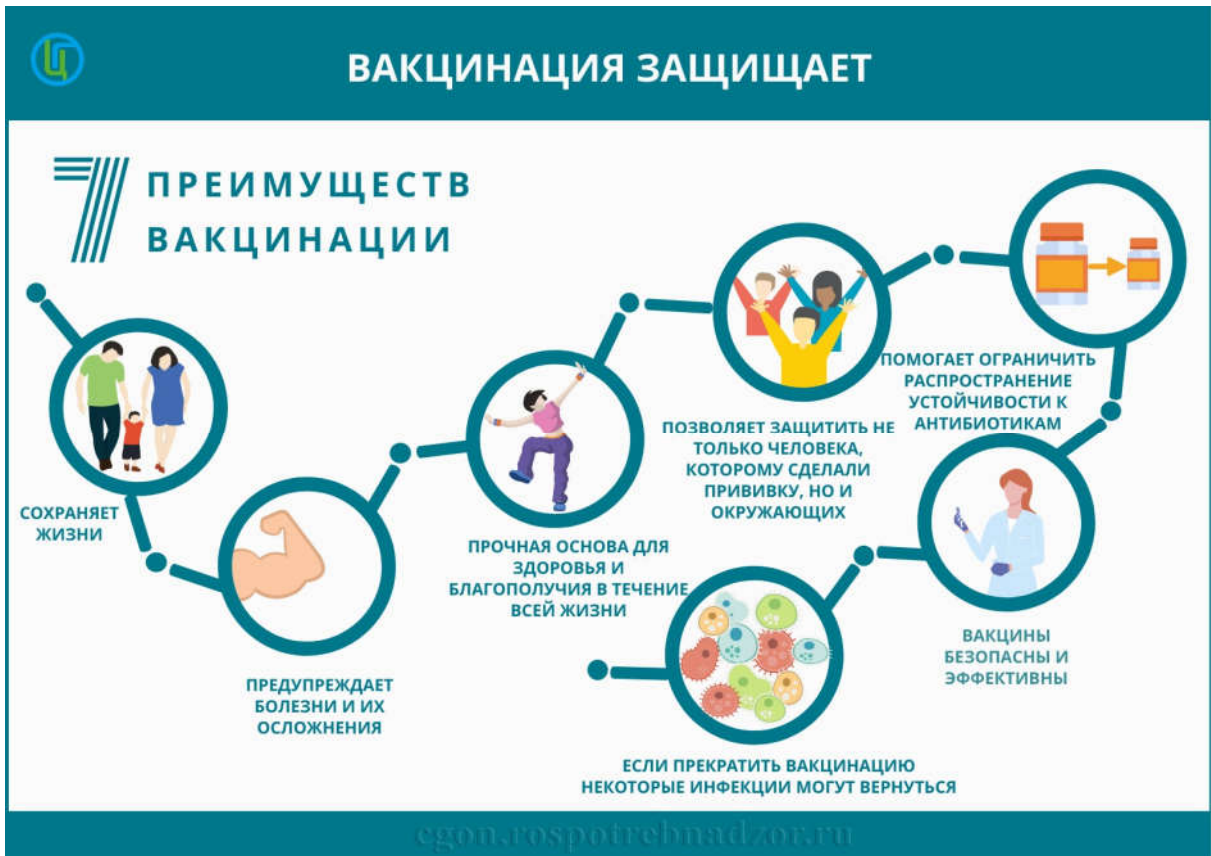 ВАКЦИНАЦИЯ ЗАЩИЩАЕТ
7 ПРЕИМУЩЕСТВ
ВАКЦИНАЦИИ
СОХРАНЯЕТ
ЖИЗНИ
ПРЕДУПРЕЖДАЕТ
БОЛЕЗНИ И ИХ
ОСЛОЖНЕНИЯ
ПРОЧНАЯ ОСНОВА ДЛЯ
ЗДОРОВЬЯ И
БЛАГОПОЛУЧИЯ В ТЕЧЕНИЕ
ВСЕЙ ЖИЗНИ
ПОЗВОЛЯЕТ ЗАЩИТИТЬ НЕ
ТОЛЬКО ЧЕЛОВЕКА,
КОТОРОМУ СДЕЛАЛИ
ПРИВИВКУ, НО И
ОКРУЖАЮЩИХ
ПОМОГАЕТ ОГРАНИЧИТЬ
РАСПРОСТРАНЕНИЕ
УСТОЙЧИВОСТИ К
АНТИБИОТИКАМ
ВАКЦИНЫ
БЕЗОПАСНЫ И
ЭФФЕКТИВНЫ
ЕСЛИ ПРЕКРАТИТЬ ВАКЦИНАЦИЮ
НЕКОТОРЫЕ ИНФЕКЦИИ МОГУТ ВЕРНУТЬСЯ
cgon.rospotrebnadzor.ru